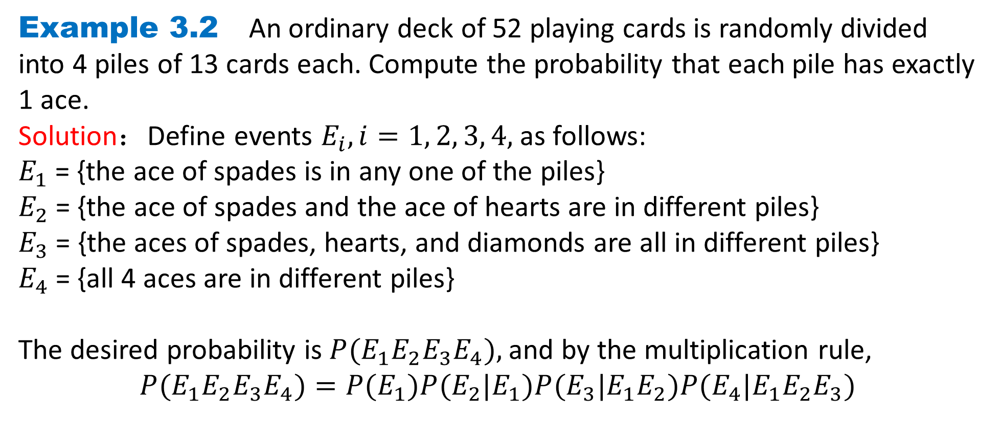 Example 3.2 An ordinary deck of 52 playing cards is randomly divided
into 4 piles of 13 cards each. Compute the probability that each pile has exactly
1 ace.
Solution： Define events E_i, i = 1, 2, 3, 4, as follows:
E_1 = {the ace of spades is in any one of the piles}
E_2 = {the ace of spades and the ace of hearts are in different piles}
E_3 = {the aces of spades, hearts, and diamonds are all in different piles}
E_4 = {all 4 aces are in different piles}
The desired probability is P(E_1E_2E_3E_4), and by the multiplication rule,
P(E_1E_2E_3E_4) = P(E_1)P(E_2|E_1)P(E_3|E_1E_2)P(E_4|E_1E_2E_3)